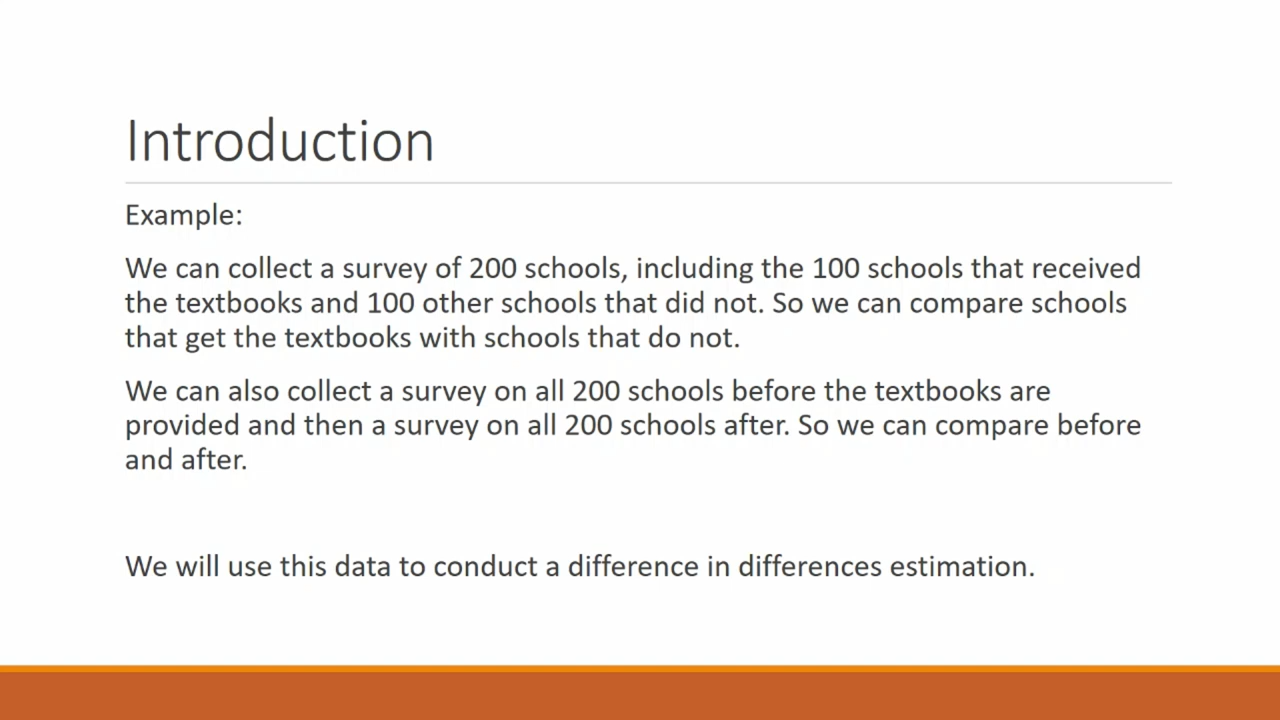 Introduction
Example:
We can collect a survey of 200 schools, including the 100 schools that received
the textbooks and 100 other schools that did not. So we can compare schools
that get the textbooks with schools that do not.
We can also collect a survey on all 200 schools before the textbooks are
provided and then a survey on all 200 schools after. So we can compare before
and after.
We will use this data to conduct a difference in differences estimation.